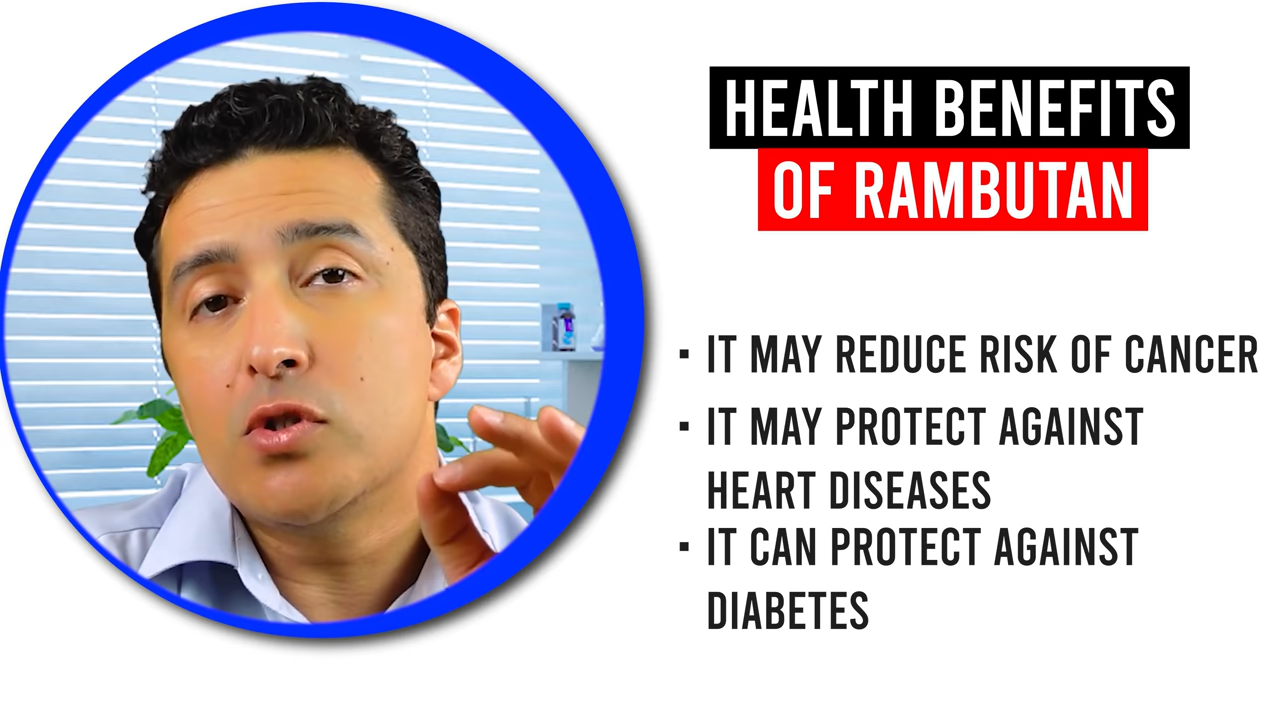 HEALTH BENEFITS
OF RAMBUTAN
▪ IT MAY REDUCE RISK OF CANCER
▪ IT MAY PROTECT AGAINST
HEART DISEASES
▪ IT CAN PROTECT AGAINST
DIABETES